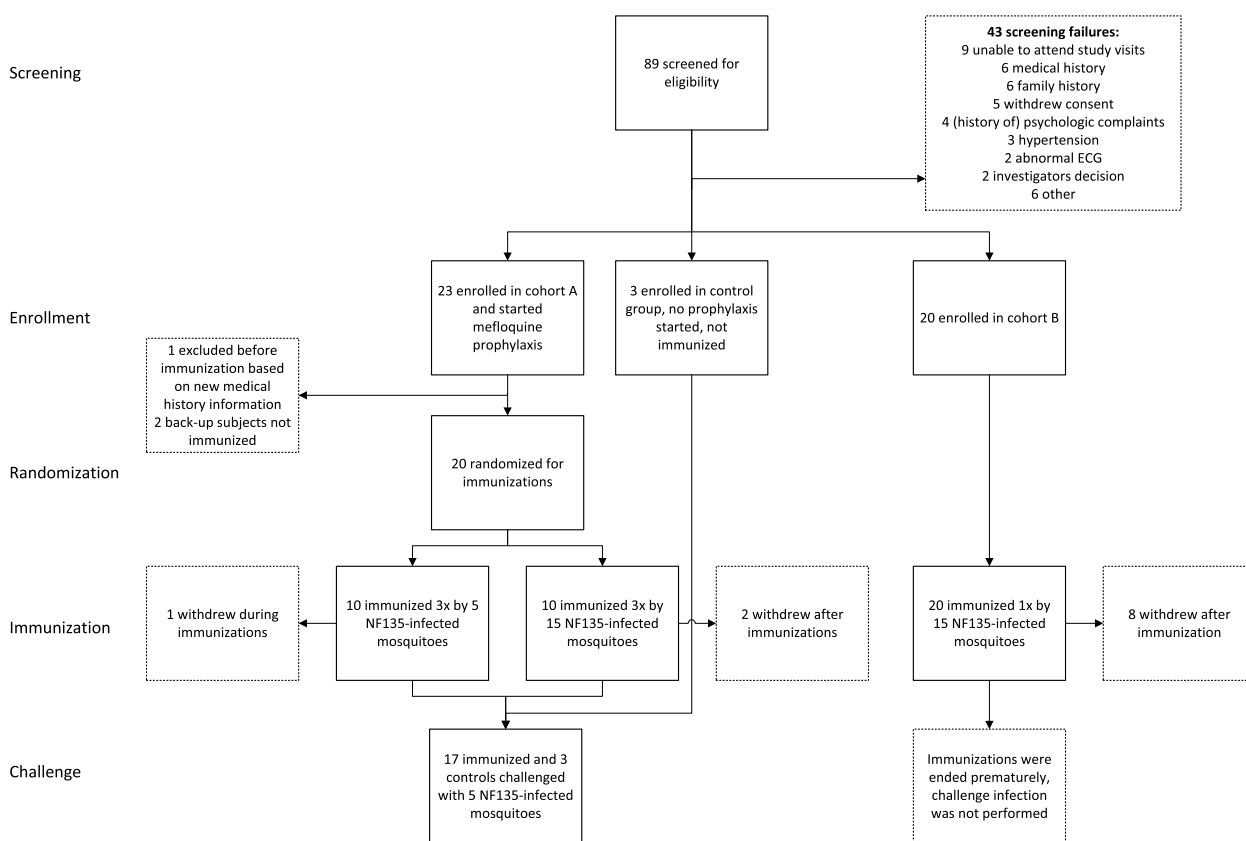 Screening
89 screened for
eligibility
43 screening failures:
9 unable to attend study visits
6 medical history
6 family history
5 withdrew consent
4 (history of) psychologic complaints
3 hypertension
2 abnormal ECG
2 investigators decision
6 other
Enrollment
23 enrolled in cohort A
and started
mefloquine
prophylaxis
3 enrolled in control
group, no prophylaxis
started, not
immunized
20 enrolled in cohort B
1 excluded before
immunization based
on new medical
history information
2 back-up subjects not
immunized
Randomization
20 randomized for
immunizations
Immunization
1 withdrew during
immunizations
10 immunized 3x by 5
NF135-infected
mosquitoes
10 immunized 3x by
15 NF135-infected
mosquitoes
2 withdrew after
immunizations
20 immunized 1x by
15 NF135-infected
mosquitoes
8 withdrew after
immunization
Challenge
17 immunized and 3
controls challenged
with 5 NF135-infected
mosquitoes
Immunizations were
ended prematurely,
challenge infection
was not performed